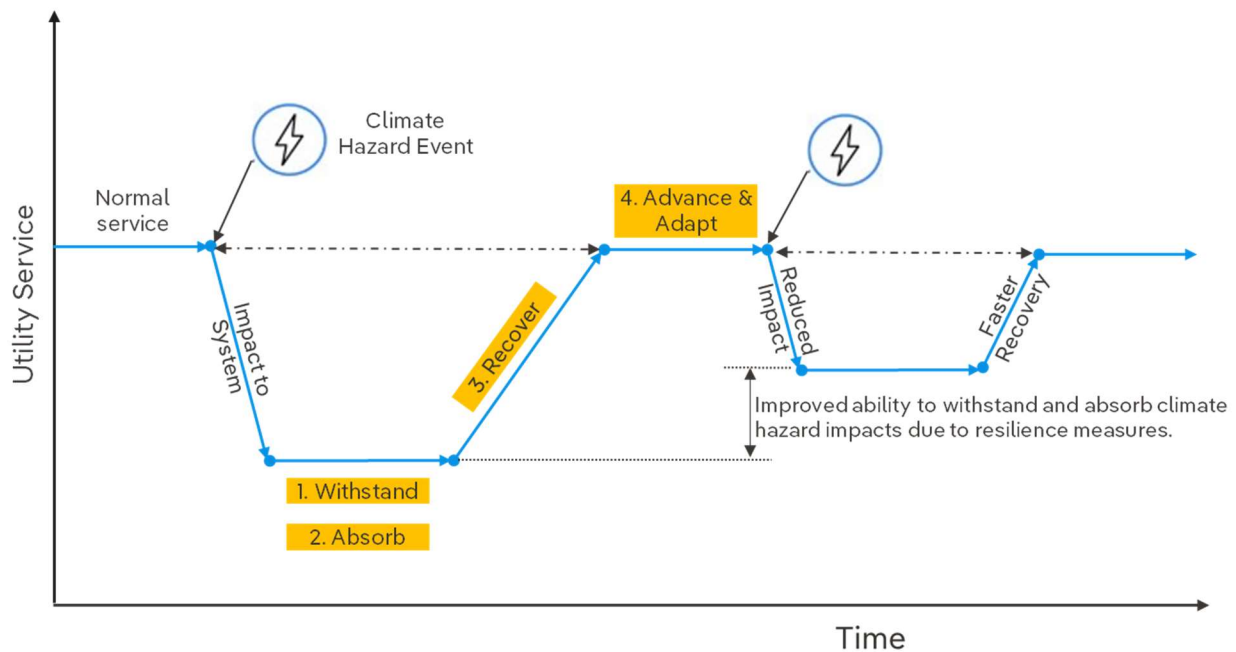 Climate
Hazard Event
Normal
service
4. Advance &
Adapt
Utility Service
Impact to
System
3. Recover
Reduced
Impact
Faster
Recovery
Improved ability to withstand and absorb climate
hazard impacts due to resilience measures.
1. Withstand
2. Absorb
Time